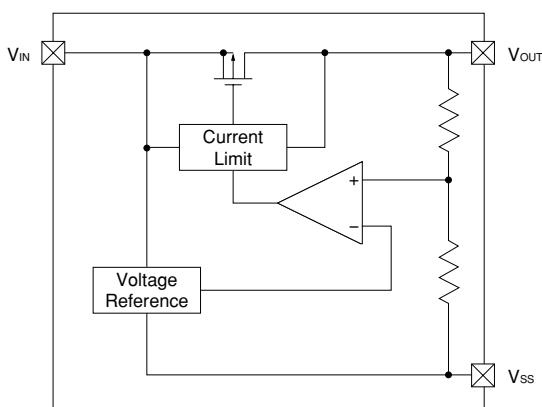 VIN
VOUT
Current
Limit
+
−
Voltage
Reference
VSS